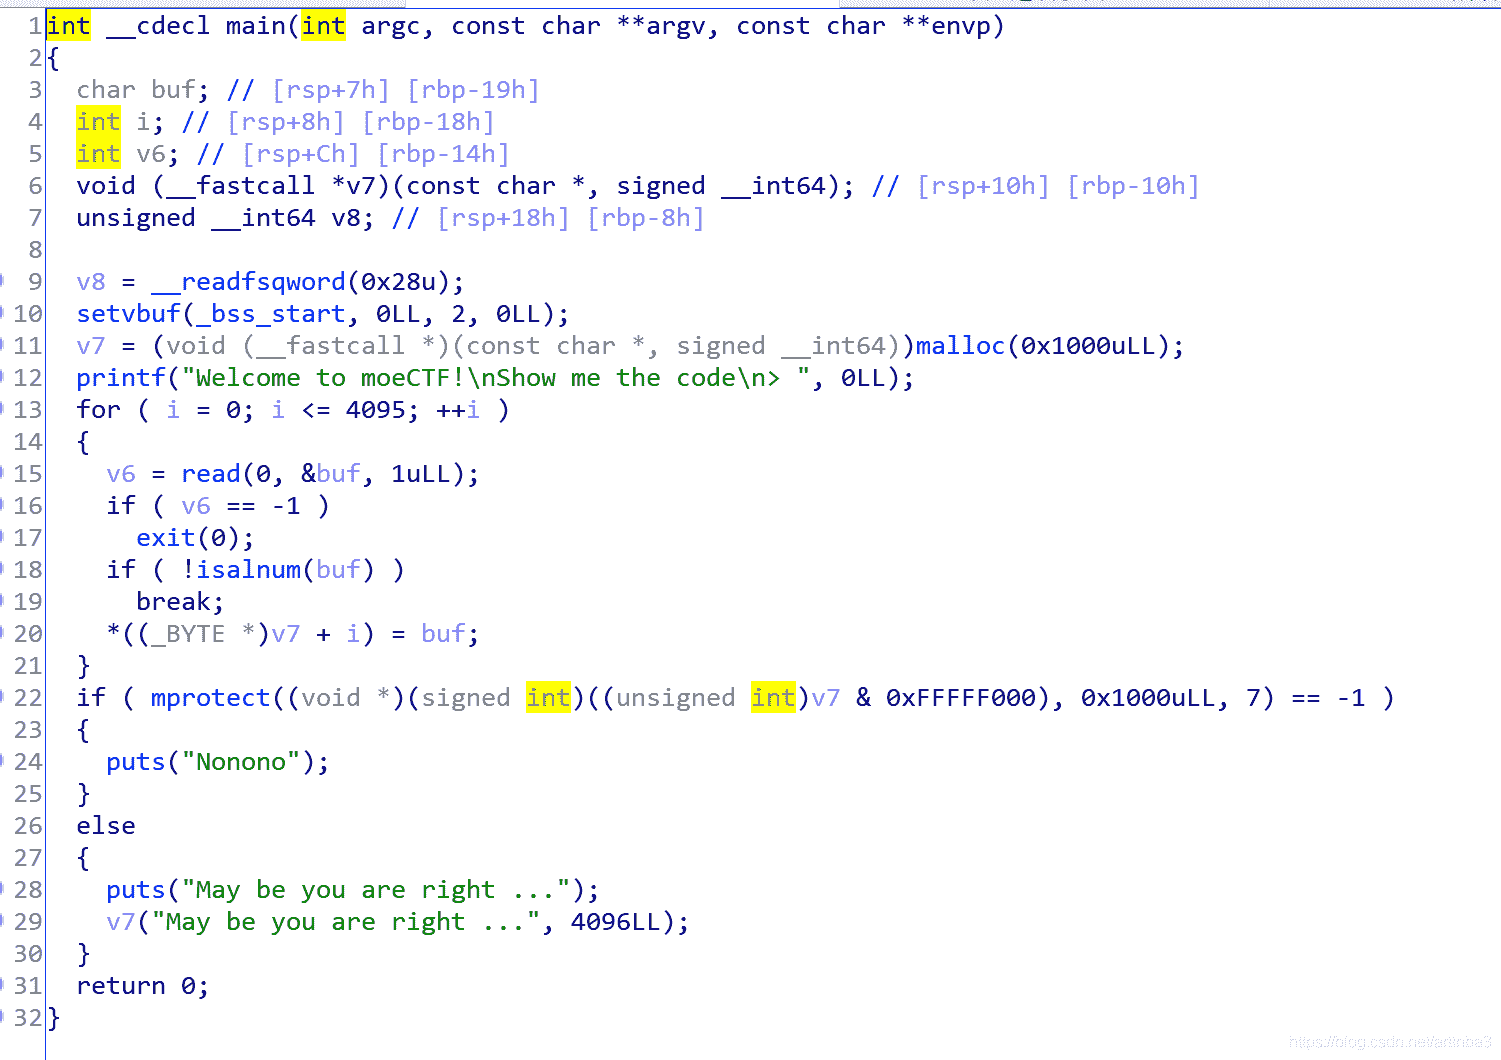 1 int __cdecl main(int argc, const char **argv, const char **envp)
2 {
3   char buf; // [rsp+7h] [rbp-19h]
4   int i; // [rsp+8h] [rbp-18h]
5   int v6; // [rsp+Ch] [rbp-14h]
6   void (__fastcall *v7)(const char *, signed __int64); // [rsp+10h] [rbp-10h]
7   unsigned __int64 v8; // [rsp+18h] [rbp-8h]
8
9   v8 = __readfsqword(0x28u);
10   setvbuf(_bss_start, 0LL, 2, 0LL);
11   v7 = (void (__fastcall *)(const char *, signed __int64))malloc(0x1000uLL);
12   printf("Welcome to moeCTF!\nShow me the code\n> ", 0LL);
13   for ( i = 0; i <= 4095; ++i )
14   {
15     v6 = read(0, &buf, 1uLL);
16     if ( v6 == -1 )
17       exit(0);
18     if ( !isalnum(buf) )
19       break;
20     *((_BYTE *)v7 + i) = buf;
21   }
22   if ( mprotect((void *)(signed int)((unsigned int)v7 & 0xFFFFF000), 0x1000uLL, 7) == -1 )
23   {
24     puts("Nonono");
25   }
26   else
27   {
28     puts("May be you are right ...");
29     v7("May be you are right ...", 4096LL);
30   }
31   return 0;
32 }
https://blog.csdn.net/arttnba3